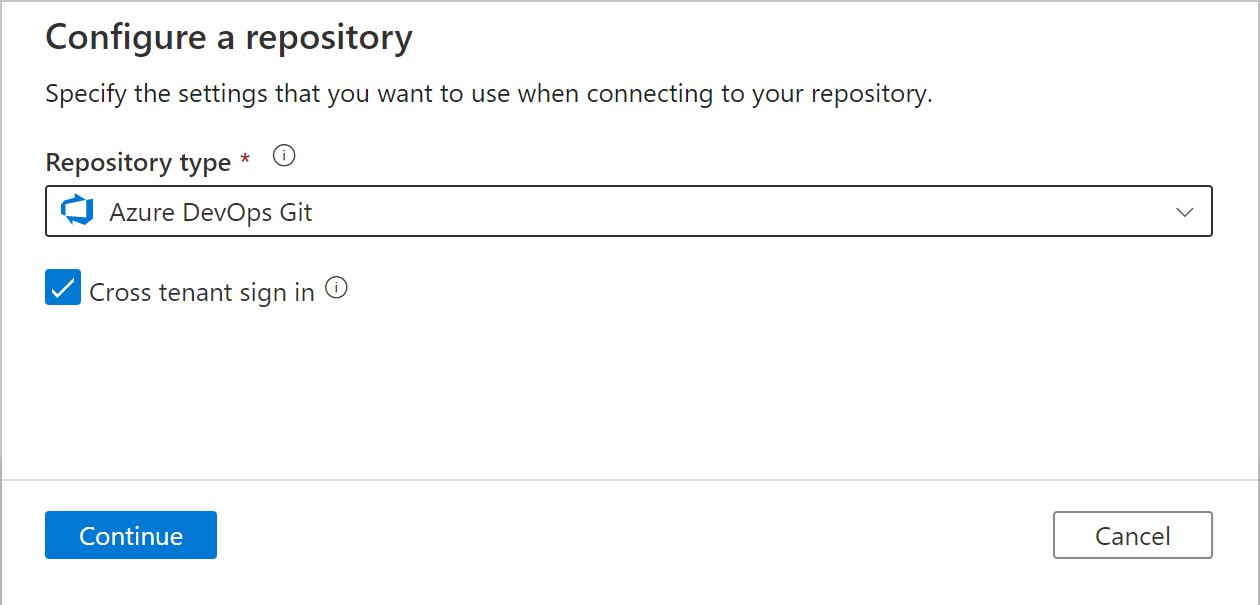 Configure a repository
Specify the settings that you want to use when connecting to your repository.
Repository type *
Azure DevOps Git
Cross tenant sign in
Continue
Cancel